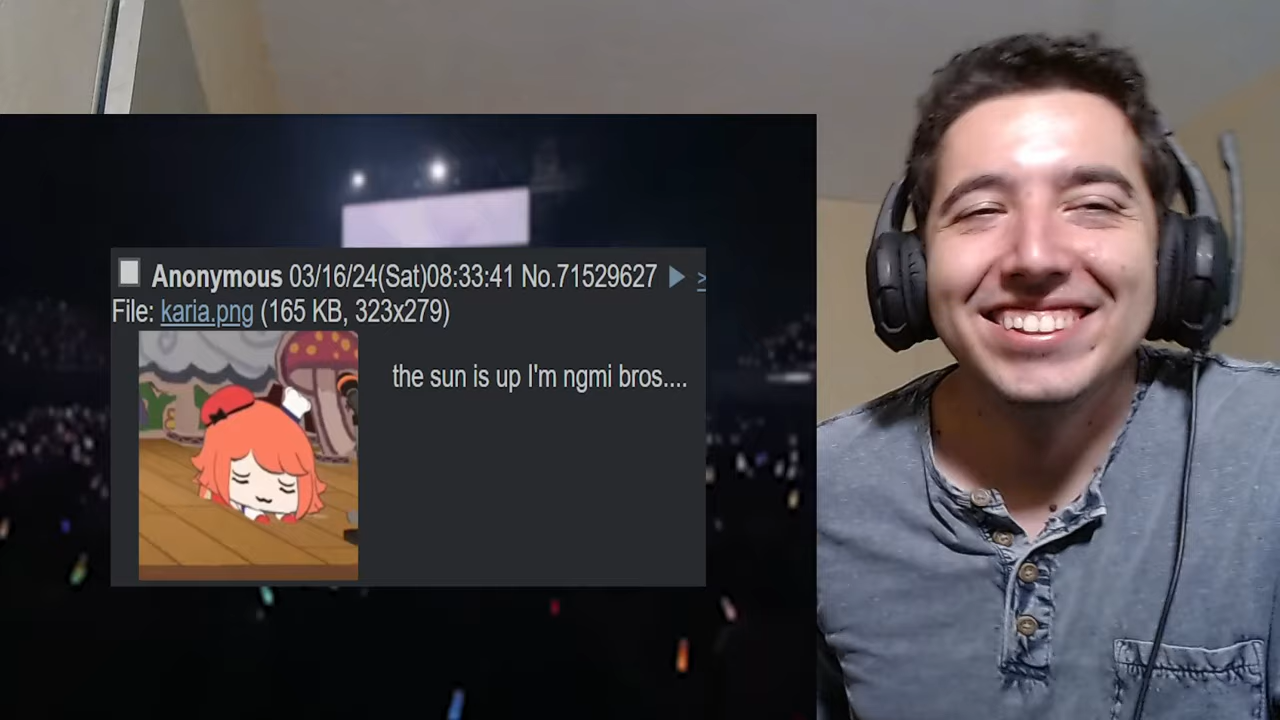 Anonymous 03/16/24(Sat)08:33:41 No.71529627 ▶ >
File: karia.png (165 KB, 323x279)
the sun is up I'm ngmi bros....